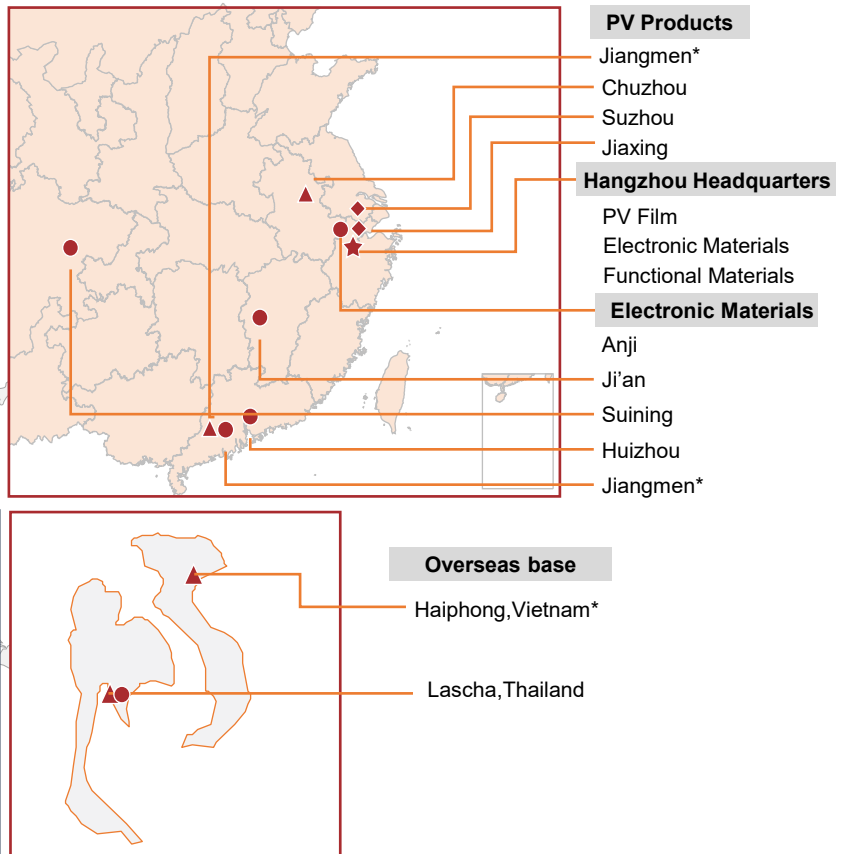 PV Products
Jiangmen*
Chuzhou
Suzhou
Jiaxing
Hangzhou Headquarters
PV Film
Electronic Materials
Functional Materials
Electronic Materials
Anji
Ji’an
Suining
Huizhou
Jiangmen*
Overseas base
Haiphong,Vietnam*
Lascha,Thailand